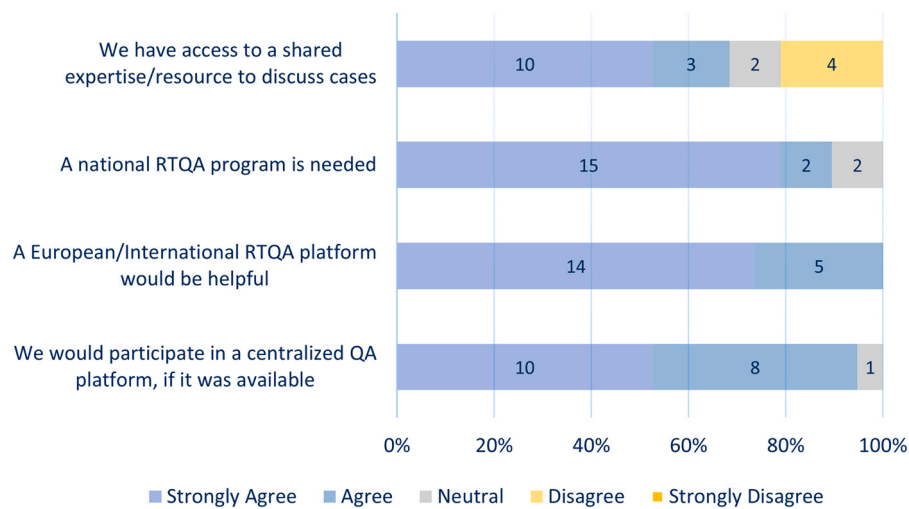 We have access to a shared
expertise/resource to discuss cases
10 3 2 4
A national RTQA program is needed
15 2 2
A European/International RTQA platform
would be helpful
14 5
We would participate in a centralized QA
platform, if it was available
10 8 1
0% 20% 40% 60% 80% 100%
Strongly Agree Agree Neutral Disagree Strongly Disagree